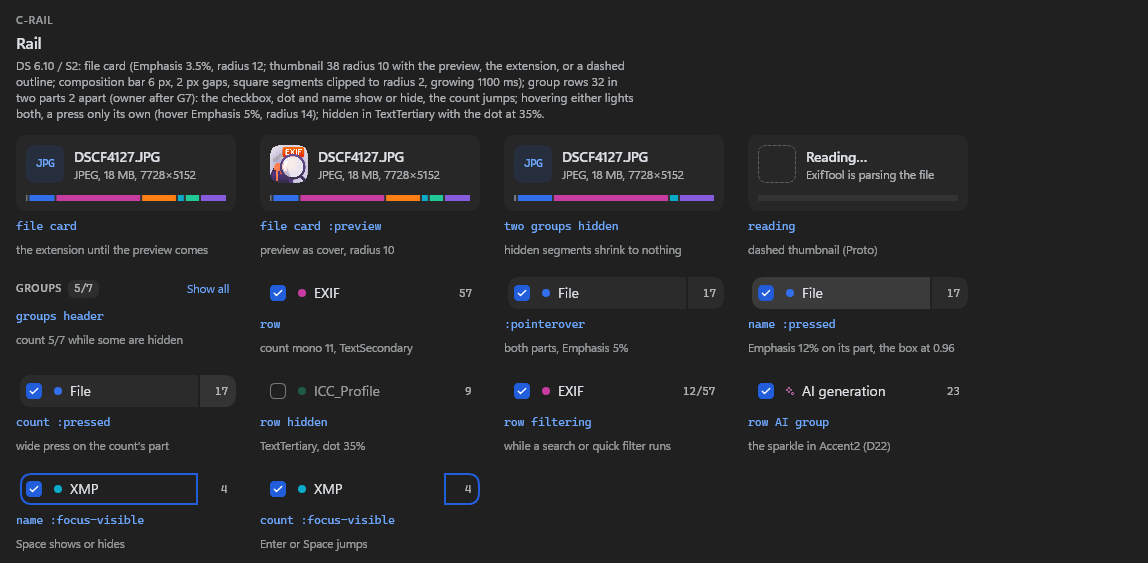 C-RAIL
Rail
DS 6.10 / S2: file card (Emphasis 3.5%, radius 12; thumbnail 38 radius 10 with the preview, the extension, or a dashed
outline; composition bar 6 px, 2 px gaps, square segments clipped to radius 2, growing 1100 ms); group rows 32 in
two parts 2 apart (owner after G7): the checkbox, dot and name show or hide, the count jumps; hovering either lights
both, a press only its own (hover Emphasis 5%, radius 14); hidden in TextTertiary with the dot at 35%.
JPG
DSCF4127.JPG
JPEG, 18 MB, 7728×5152
file card
the extension until the preview comes
EXIF
DSCF4127.JPG
JPEG, 18 MB, 7728×5152
file card :preview
preview as cover, radius 10
JPG
DSCF4127.JPG
JPEG, 18 MB, 7728×5152
two groups hidden
hidden segments shrink to nothing
Reading...
ExifTool is parsing the file
reading
dashed thumbnail (Proto)
GROUPS 5/7 Show all
groups header
count 5/7 while some are hidden
EXIF 57
row
count mono 11, TextSecondary
File 17
:pointerover
both parts, Emphasis 5%
File 17
name :pressed
Emphasis 12% on its part, the box at 0.96
File 17
count :pressed
wide press on the count's part
ICC_Profile 9
row hidden
TextTertiary, dot 35%
EXIF 12/57
row filtering
while a search or quick filter runs
AI generation 23
row AI group
the sparkle in Accent2 (D22)
XMP 4
name :focus-visible
Space shows or hides
XMP 4
count :focus-visible
Enter or Space jumps